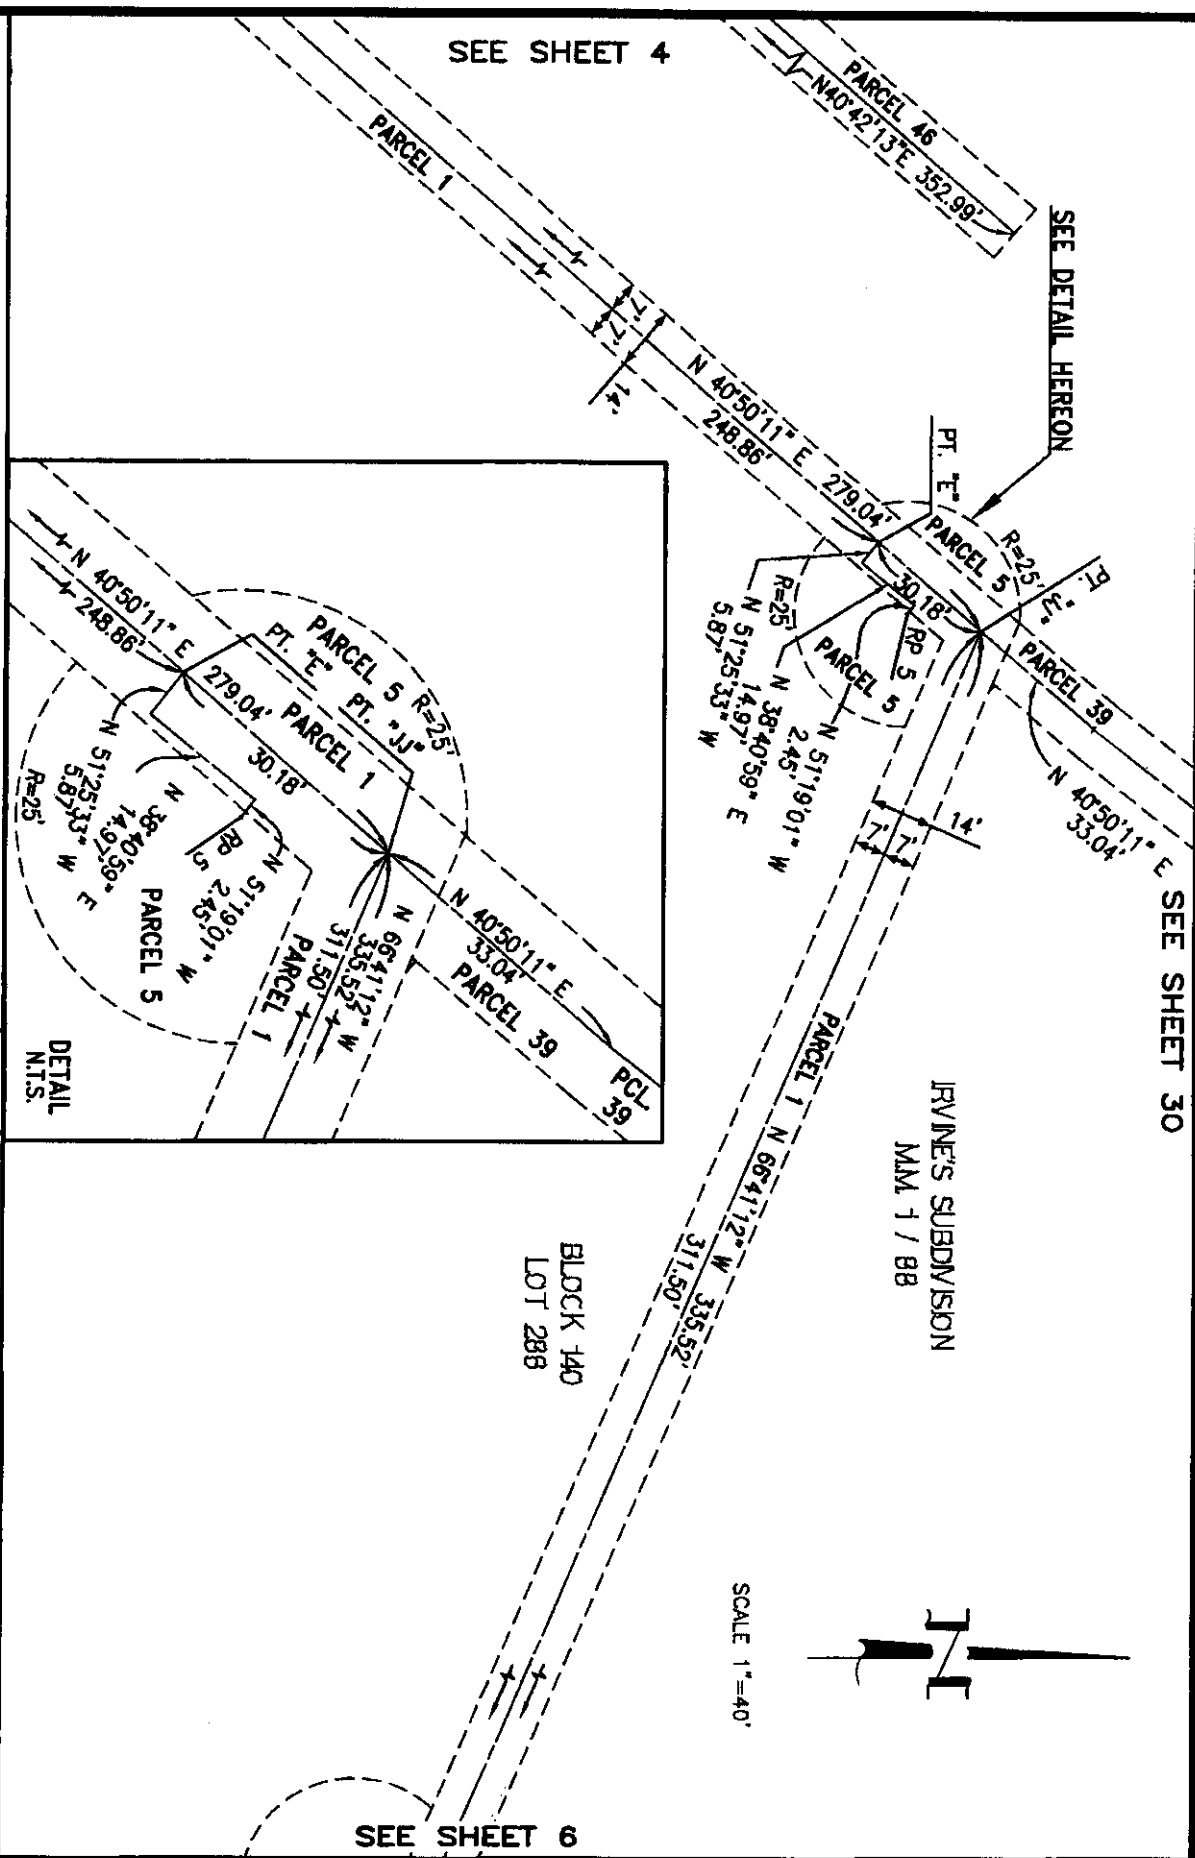 SEE SHEET 4
PARCEL 46
N40°42'13"E 352.99'
SEE DETAIL HEREON
PARCEL 1
7'
7'
14'
N 40°50'11" E 279.04'
248.86'
PT. "E"
PARCEL 5
R=25'
PT. "JJ"
30.18'
RP 5
PARCEL 5
PARCEL 39
N 40°50'11" E
33.04'
SEE SHEET 30
N 51°19'01" W
2.45'
N 38°40'59" E
14.97'
N 51°25'33" W
5.87'
R=25'
14'
7'
7'
PARCEL 1 N 66°41'12" W 335.52'
311.50'
IRVINE'S SUBDIVISION
M.M. 1 / 88
BLOCK 140
LOT 288
SCALE 1"=40'
N
SEE SHEET 6
N 40°50'11" E 279.04'
248.86'
30.18'
PT. "E"
PT. "JJ"
PARCEL 5
R=25'
PARCEL 1
N 51°25'33" W
5.87'
R=25'
N 38°40'59" E
14.97'
RP 5
N 51°19'01" W
2.45'
PARCEL 5
N 66°41'12" W
335.52'
311.50'
PARCEL 1
N 40°50'11" E
33.04'
PARCEL 39
PCL.
39
DETAIL
N.T.S.